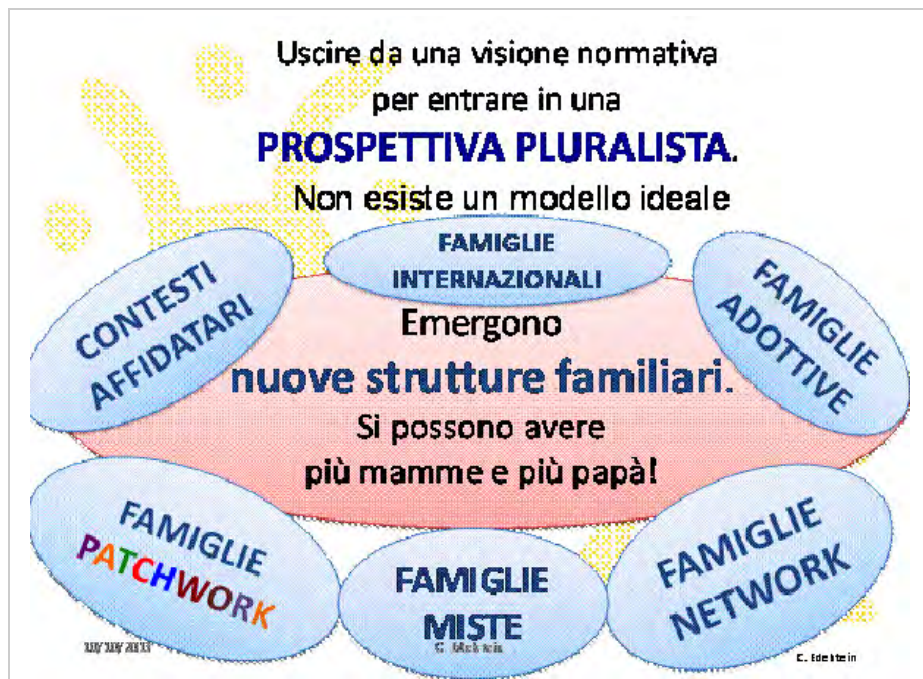 Uscire da una visione normativa
per entrare in una
PROSPETTIVA PLURALISTA.
Non esiste un modello ideale
FAMIGLIE
INTERNAZIONALI
CONTESTI
AFFIDATARI
FAMIGLIE
ADOTTIVE
Emergono
nuove strutture familiari.
Si possono avere
più mamme e più papà!
FAMIGLIE
PATCHWORK
FAMIGLIE
MISTE
FAMIGLIE
NETWORK
C. Edelstein